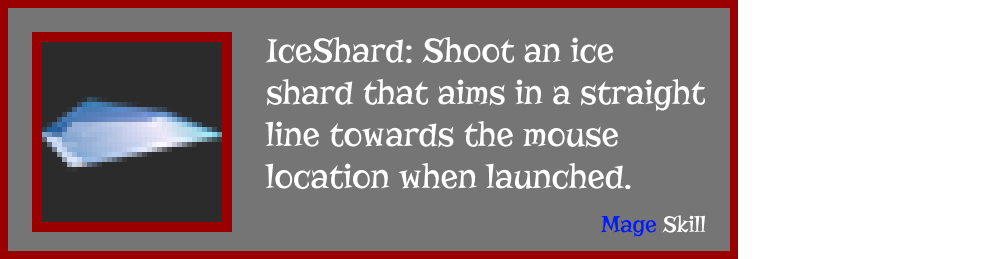 IceShard: Shoot an ice
shard that aims in a straight
line towards the mouse
location when launched.
Mage Skill